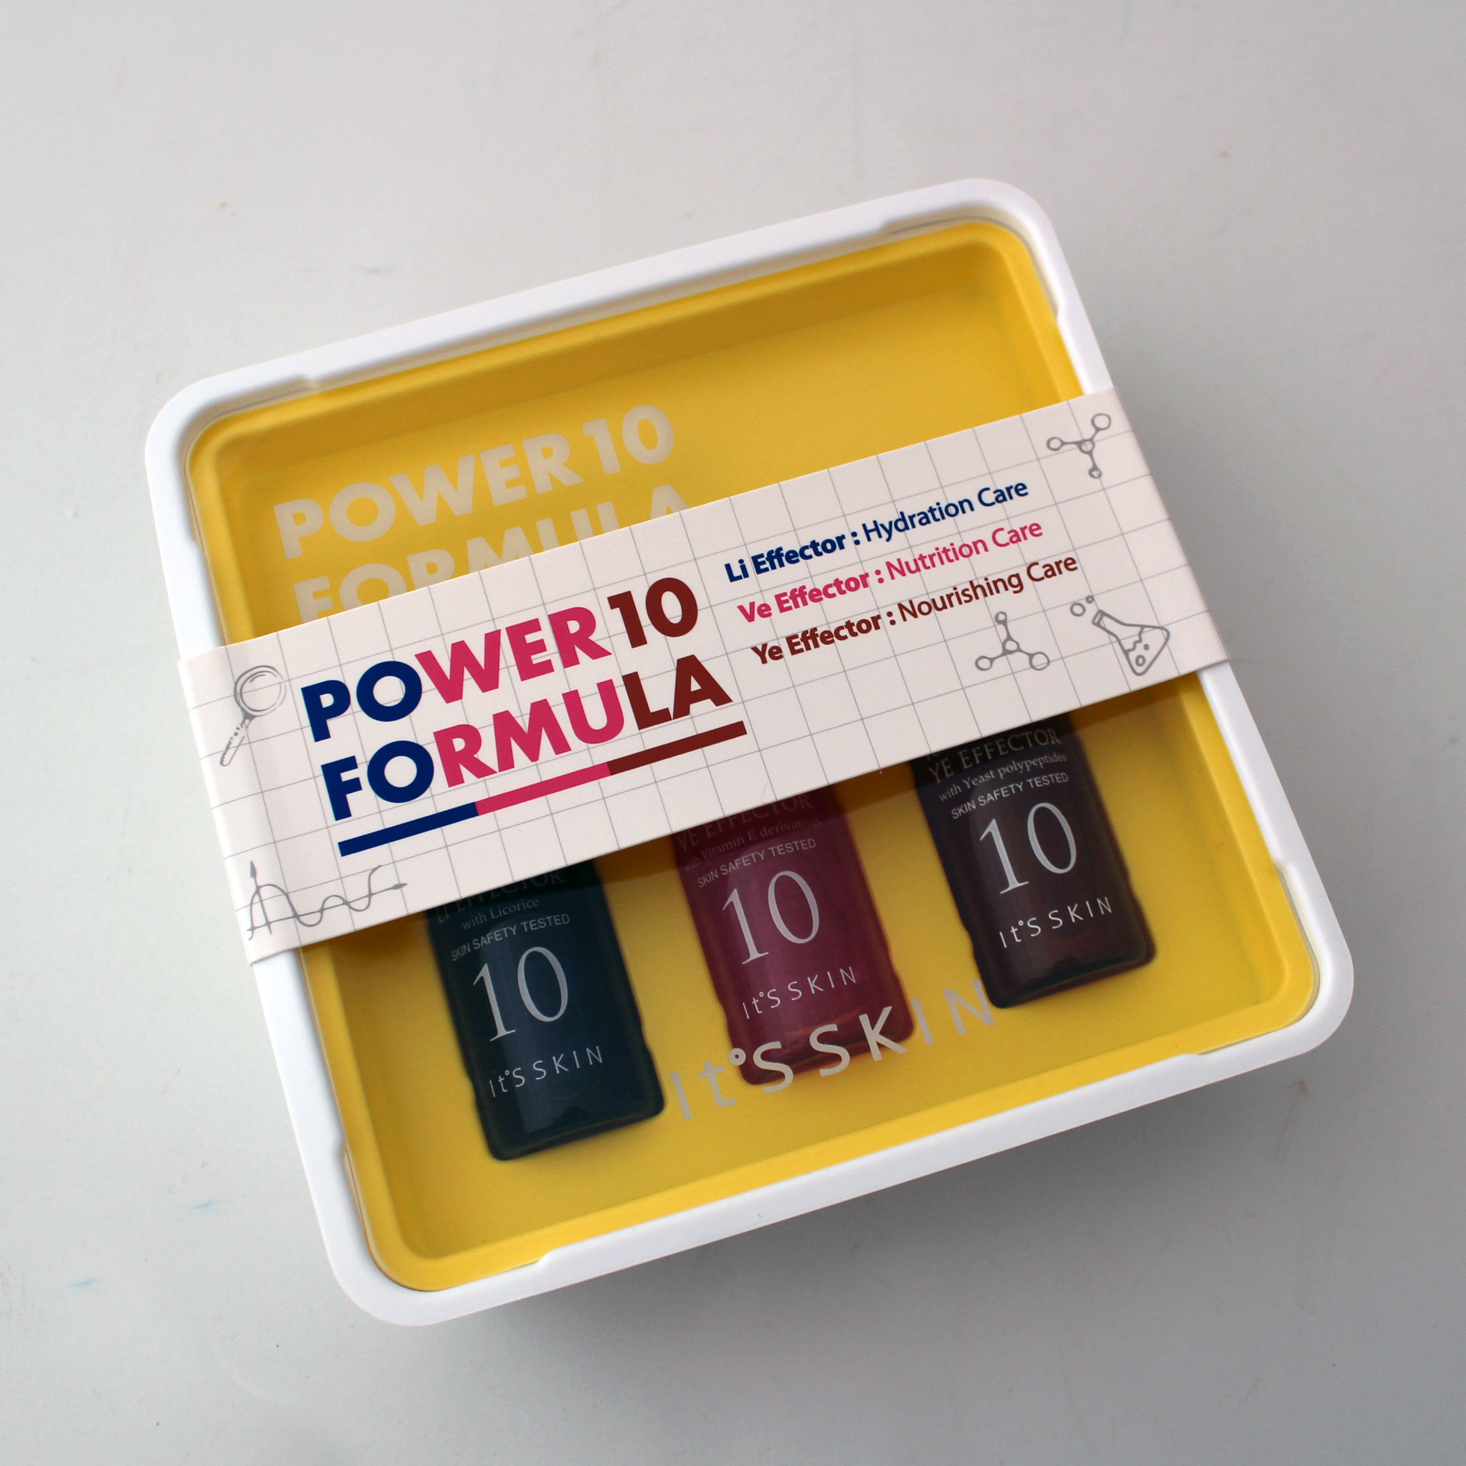 POWER 10
FORMULA
POWER 10
FORMULA
Li Effector : Hydration Care
Ve Effector : Nutrition Care
Ye Effector : Nourishing Care
LI EFFECTOR
with Licorice
SKIN SAFETY TESTED
10
It'S SKIN
VE EFFECTOR
with Vitamin E derivative
SKIN SAFETY TESTED
10
It'S SKIN
YE EFFECTOR
with Yeast polypeptides
SKIN SAFETY TESTED
10
It'S SKIN
It'S SKIN